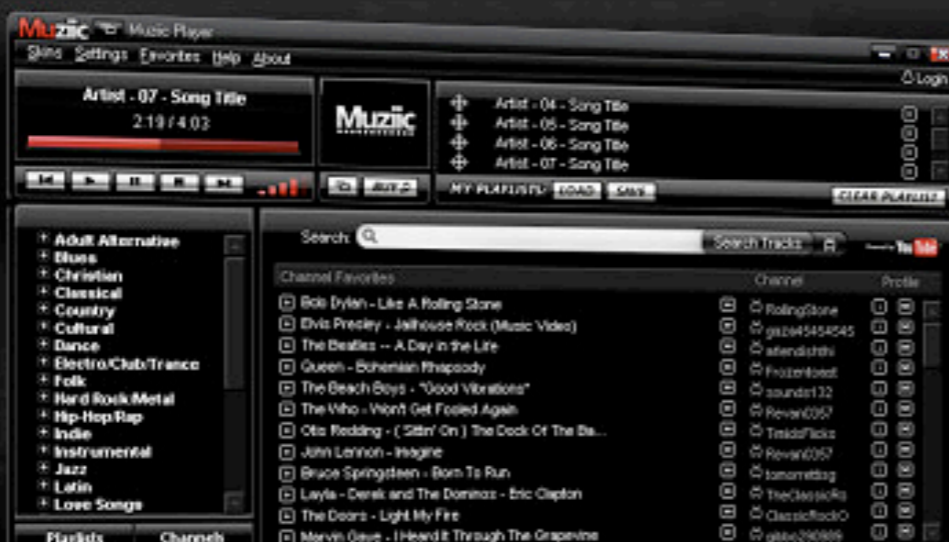 Muziic Muziic Player
Skins Settings Favorites Help About
Login
Artist - 07 - Song Title
2:19 / 4:03
Muziic
Artist - 04 - Song Title
Artist - 05 - Song Title
Artist - 06 - Song Title
Artist - 07 - Song Title
BUY
MY PLAYLISTS: LOAD SAVE
CLEAR PLAYLIST
Adult Alternative
Blues
Christian
Classical
Country
Cultural
Dance
Electro/Club/Trance
Folk
Hard Rock/Metal
Hip-Hop/Rap
Indie
Instrumental
Jazz
Latin
Love Songs
Playlists Channels
Search: Search Tracks YouTube
Channel Favorites Channel Profile
Bob Dylan - Like A Rolling Stone RollingStone
Elvis Presley - Jailhouse Rock (Music Video)
The Beatles -- A Day in the Life
Queen - Bohemian Rhapsody Frozentoast
The Beach Boys - "Good Vibrations" sounds132
The Who - Won't Get Fooled Again Revan0357
Otis Redding - ( Sittin' On ) The Dock Of The Ba...
John Lennon - Imagine Revan0357
Bruce Springsteen - Born To Run
Layla - Derek and The Dominos - Eric Clapton TheClassicRo
The Doors - Light My Fire ClassicRockO
Marvin Gaye - I Heard It Through The Grapevine